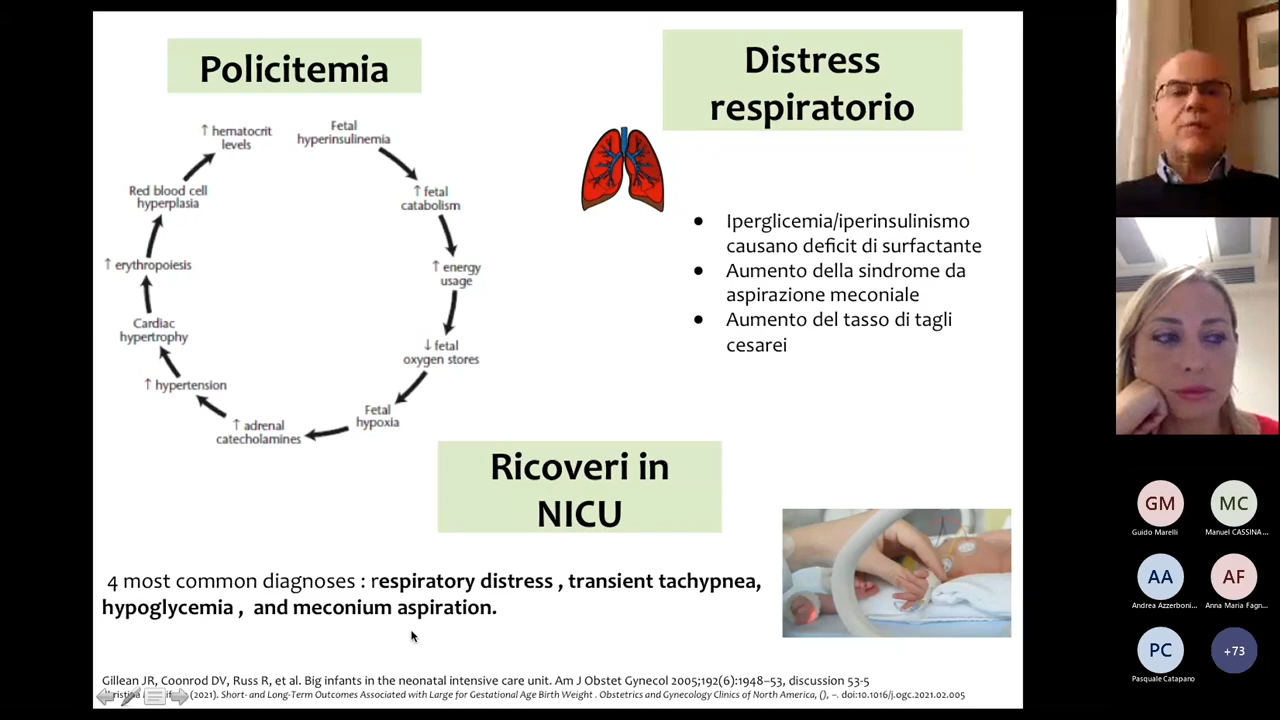 Policitemia
Distress
respiratorio
↑ hematocrit
levels
Fetal
hyperinsulinemia
Red blood cell
hyperplasia
↑ fetal
catabolism
↑ erythropoiesis
↑ energy
usage
Cardiac
hypertrophy
↓ fetal
oxygen stores
↑ hypertension
Fetal
hypoxia
↑ adrenal
catecholamines
● Iperglicemia/iperinsulinismo
causano deficit di surfactante
● Aumento della sindrome da
aspirazione meconiale
● Aumento del tasso di tagli
cesarei
Ricoveri in
NICU
4 most common diagnoses : respiratory distress , transient tachypnea,
hypoglycemia , and meconium aspiration.
Gillean JR, Coonrod DV, Russ R, et al. Big infants in the neonatal intensive care unit. Am J Obstet Gynecol 2005;192(6):1948–53, discussion 53-5
(2021). Short- and Long-Term Outcomes Associated with Large for Gestational Age Birth Weight . Obstetrics and Gynecology Clinics of North America, (), –. doi:10.1016/j.ogc.2021.02.005
GM
Guido Marelli
MC
Manuel CASSINA ...
AA
Andrea Azzerboni...
AF
Anna Maria Fagn...
PC
Pasquale Catapano
+73